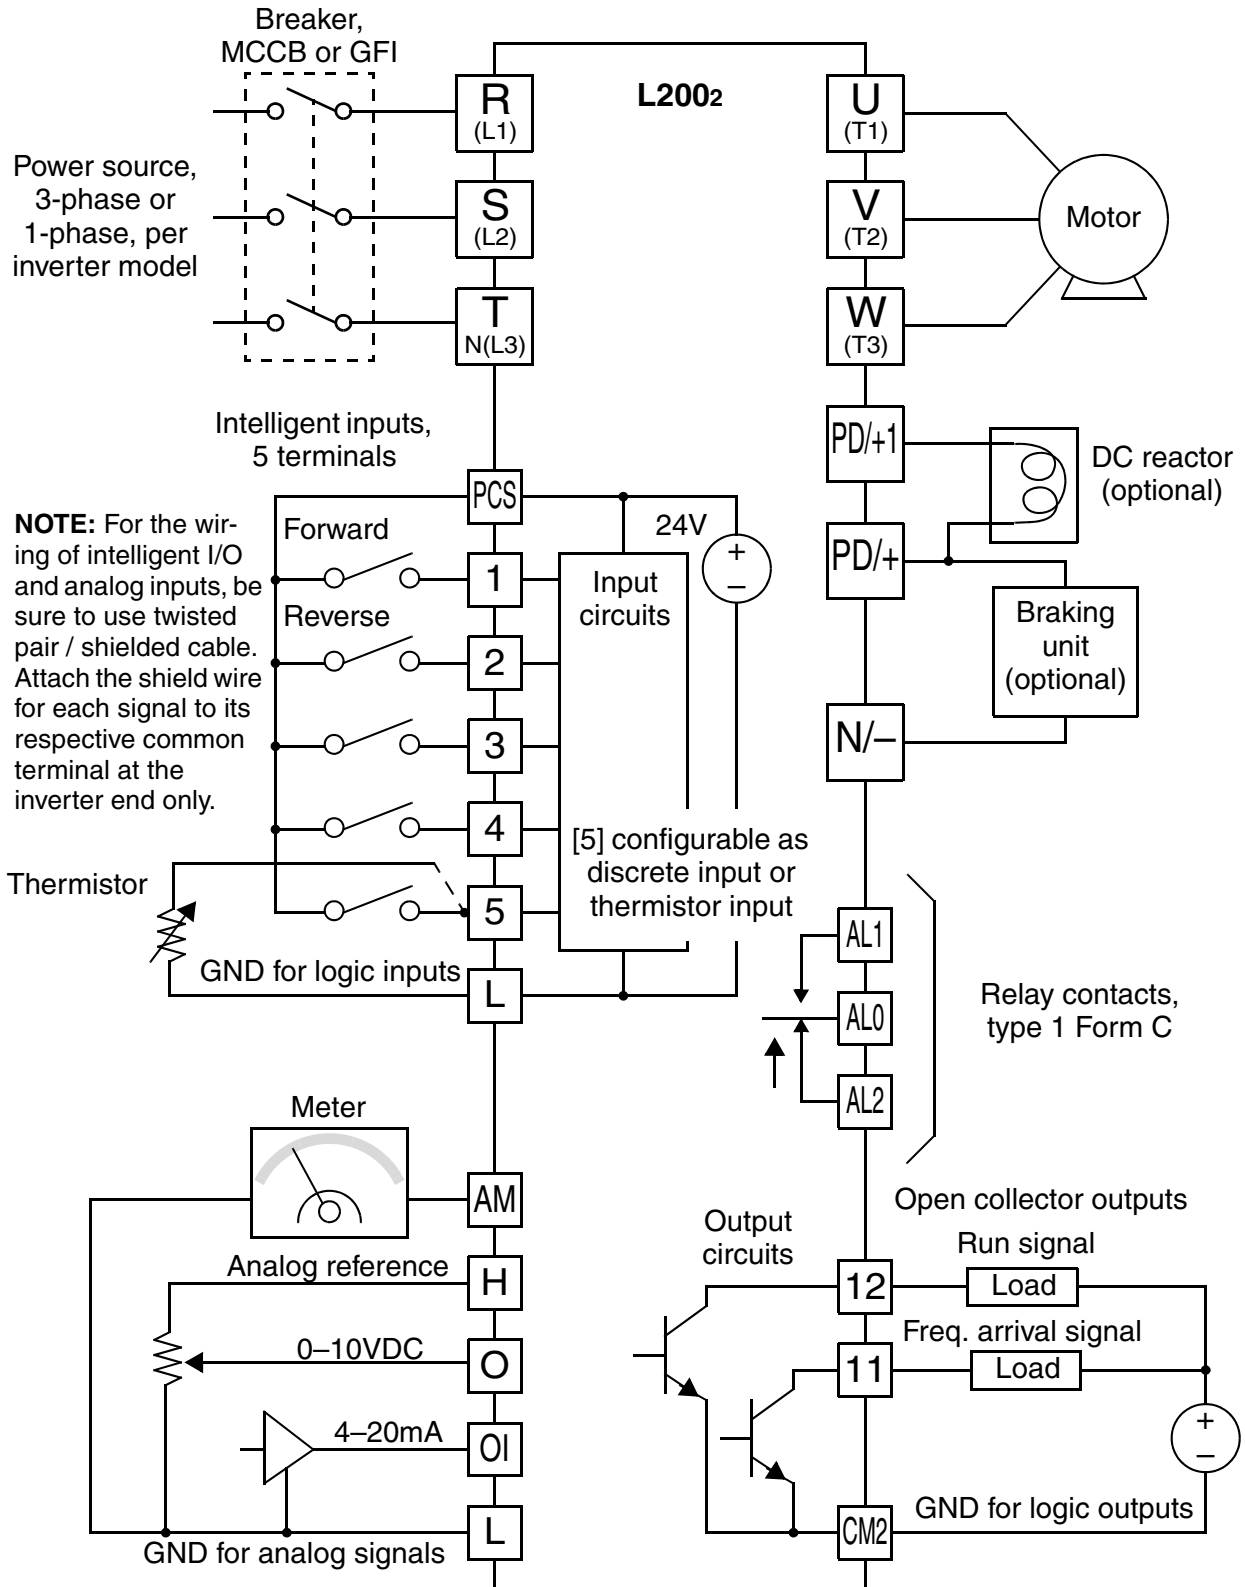 Breaker,
MCCB or GFI
L2002
R
(L1)
S
(L2)
T
N(L3)
Power source,
3-phase or
1-phase, per
inverter model
U
(T1)
V
(T2)
W
(T3)
Motor
PD/+1
DC reactor
(optional)
PD/+
Braking
unit
(optional)
N/–
Intelligent inputs,
5 terminals
PCS
24V
+
–
NOTE: For the wir-
ing of intelligent I/O
and analog inputs, be
sure to use twisted
pair / shielded cable.
Attach the shield wire
for each signal to its
respective common
terminal at the
inverter end only.
Forward
1
Reverse
2
3
4
5
Input
circuits
[5] configurable as
discrete input or
thermistor input
Thermistor
GND for logic inputs
L
AL1
AL0
AL2
Relay contacts,
type 1 Form C
Meter
AM
Analog reference
H
0–10VDC
O
4–20mA
OI
L
GND for analog signals
Open collector outputs
Output
circuits
Run signal
12
Load
Freq. arrival signal
11
Load
+
–
GND for logic outputs
CM2